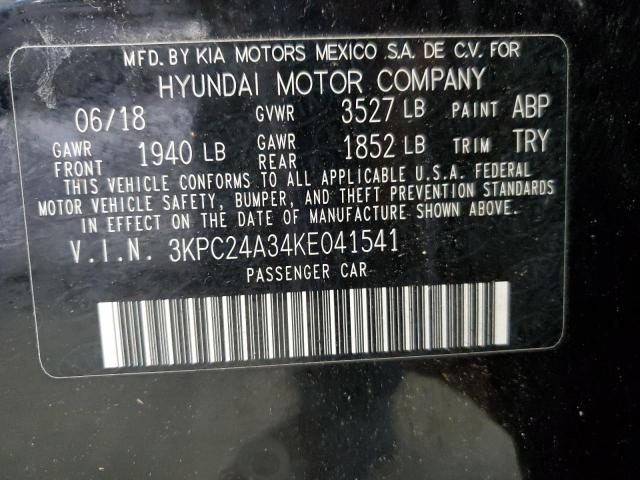 MFD. BY KIA MOTORS MEXICO S.A. DE C.V. FOR
HYUNDAI MOTOR COMPANY
06/18 GVWR 3527 LB PAINT ABP
GAWR FRONT 1940 LB GAWR REAR 1852 LB TRIM TRY
THIS VEHICLE CONFORMS TO ALL APPLICABLE U.S.A. FEDERAL
MOTOR VEHICLE SAFETY, BUMPER, AND THEFT PREVENTION STANDARDS
IN EFFECT ON THE DATE OF MANUFACTURE SHOWN ABOVE.
V.I.N. 3KPC24A34KE041541
PASSENGER CAR